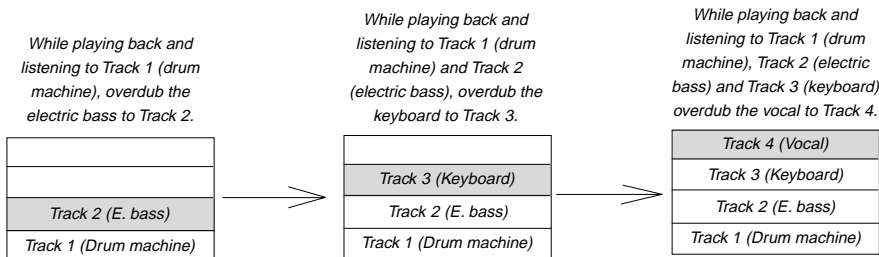 While playing back and
listening to Track 1 (drum
machine), overdub the
electric bass to Track 2.
Track 2 (E. bass)
Track 1 (Drum machine)
While playing back and
listening to Track 1 (drum
machine) and Track 2
(electric bass), overdub the
keyboard to Track 3.
Track 3 (Keyboard)
Track 2 (E. bass)
Track 1 (Drum machine)
While playing back and
listening to Track 1 (drum
machine), Track 2 (electric
bass) and Track 3 (keyboard)
overdub the vocal to Track 4.
Track 4 (Vocal)
Track 3 (Keyboard)
Track 2 (E. bass)
Track 1 (Drum machine)